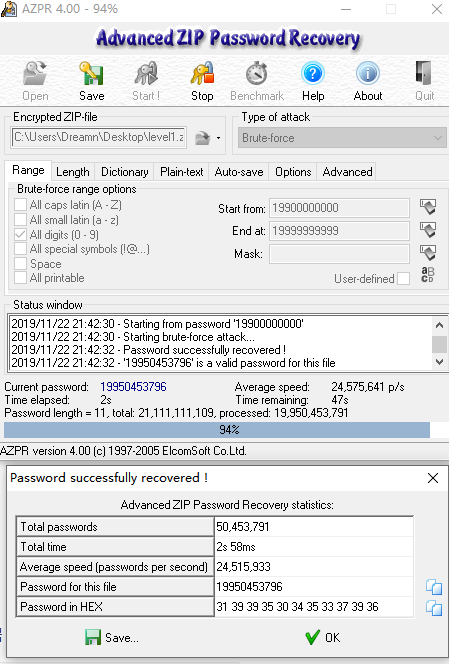 AZPR 4.00 - 94%
Advanced ZIP Password Recovery
Open Save Start ! Stop Benchmark Help About Quit
Encrypted ZIP-file Type of attack
C:\Users\Dreamn\Desktop\level1.z Brute-force
Range Length Dictionary Plain-text Auto-save Options Advanced
Brute-force range options
All caps latin (A - Z)
All small latin (a - z)
All digits (0 - 9)
All special symbols (!@...)
Space
All printable
Start from: 19900000000
End at: 19999999999
Mask:
User-defined
Status window
2019/11/22 21:42:30 - Starting from password '19900000000'
2019/11/22 21:42:30 - Starting brute-force attack...
2019/11/22 21:42:32 - Password successfully recovered !
2019/11/22 21:42:32 - '19950453796' is a valid password for this file
Current password: 19950453796 Average speed: 24,575,641 p/s
Time elapsed: 2s Time remaining: 47s
Password length = 11, total: 21,111,111,109, processed: 19,950,453,791
94%
AZPR version 4.00 (c) 1997-2005 ElcomSoft Co.Ltd.
Password successfully recovered !
Advanced ZIP Password Recovery statistics:
Total passwords 50,453,791
Total time 2s 58ms
Average speed (passwords per second) 24,515,933
Password for this file 19950453796
Password in HEX 31 39 39 35 30 34 35 33 37 39 36
Save... OK